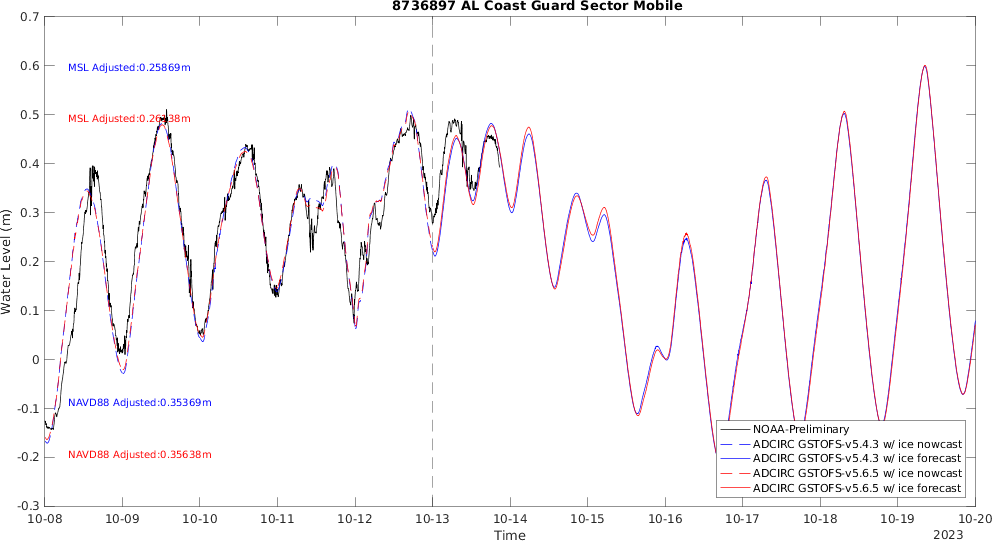 8736897 AL Coast Guard Sector Mobile
0.7
0.6
0.5
0.4
0.3
0.2
0.1
0
-0.1
-0.2
-0.3
Water Level (m)
MSL Adjusted:0.25869m
MSL Adjusted:
NAVD88 Adjusted:0.35369m
NAVD88 Adjusted:0.35638m
NOAA-Preliminary
ADCIRC GSTOFS-v5.4.3 w/ ice nowcast
ADCIRC GSTOFS-v5.4.3 w/ ice forecast
ADCIRC GSTOFS-v5.6.5 w/ ice nowcast
ADCIRC GSTOFS-v5.6.5 w/ ice forecast
10-08 10-09 10-10 10-11 10-12 10-13 10-14 10-15 10-16 10-17 10-18 10-19 10-20
Time
2023